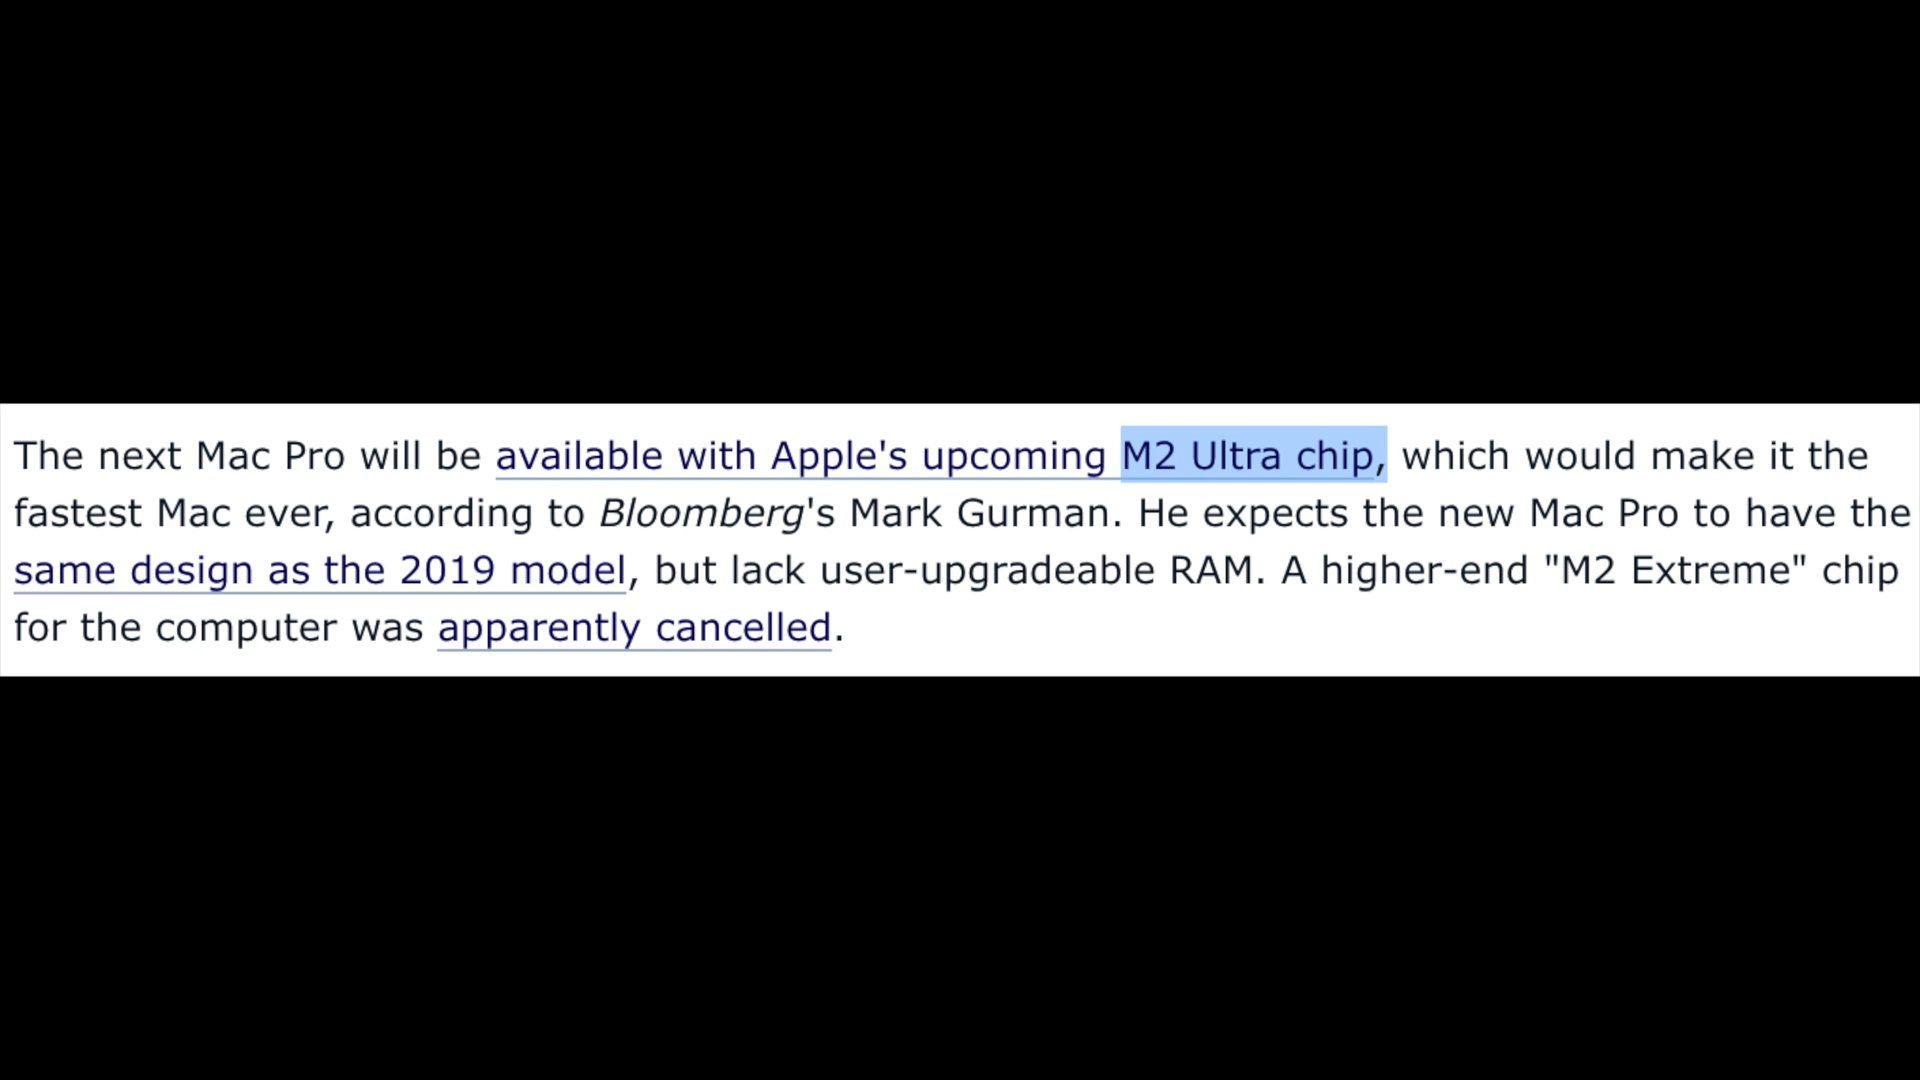 The next Mac Pro will be available with Apple's upcoming M2 Ultra chip, which would make it the
fastest Mac ever, according to Bloomberg's Mark Gurman. He expects the new Mac Pro to have the
same design as the 2019 model, but lack user-upgradeable RAM. A higher-end "M2 Extreme" chip
for the computer was apparently cancelled.